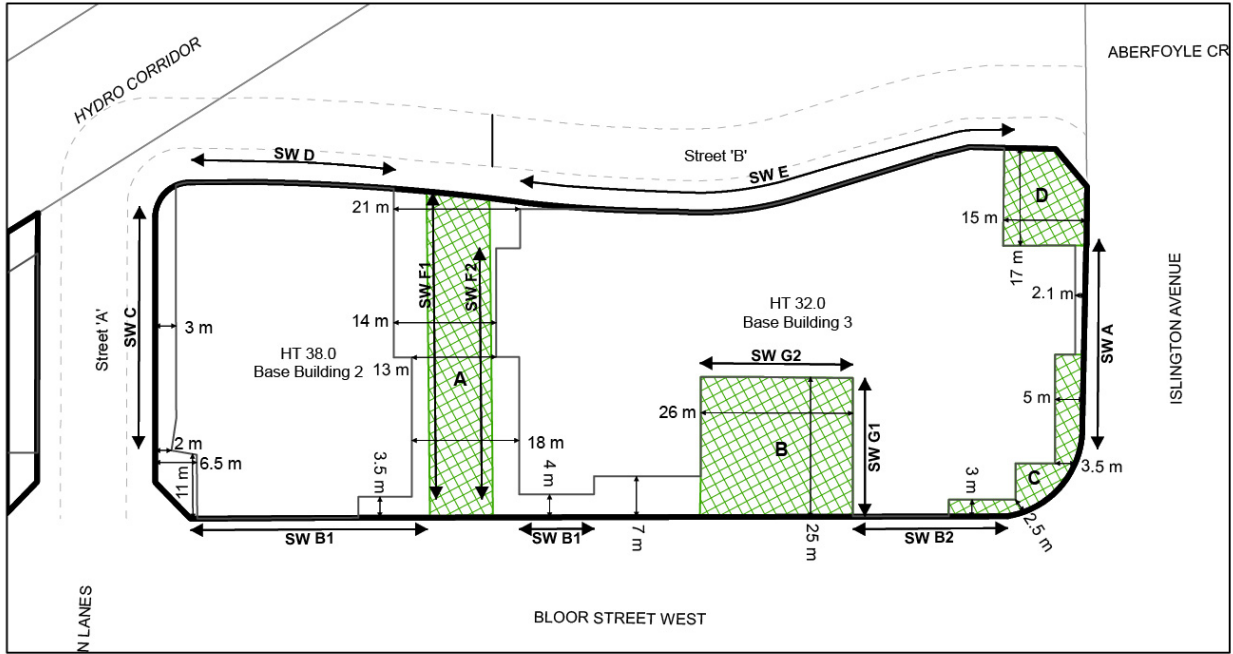 HYDRO CORRIDOR
ABERFOYLE CR
SW D
Street 'B'
SW E
D
21 m
15 m
17 m
SW F1
SW F2
SW C
Street 'A'
3 m
14 m
HT 32.0
Base Building 3
2.1 m
SW A
ISLINGTON AVENUE
HT 38.0
Base Building 2
13 m
A
SW G2
5 m
26 m
SW G1
2 m
18 m
B
6.5 m
11 m
3.5 m
4 m
3 m
C
3.5 m
2.5 m
SW B1
SW B1
7 m
25 m
SW B2
N LANES
BLOOR STREET WEST